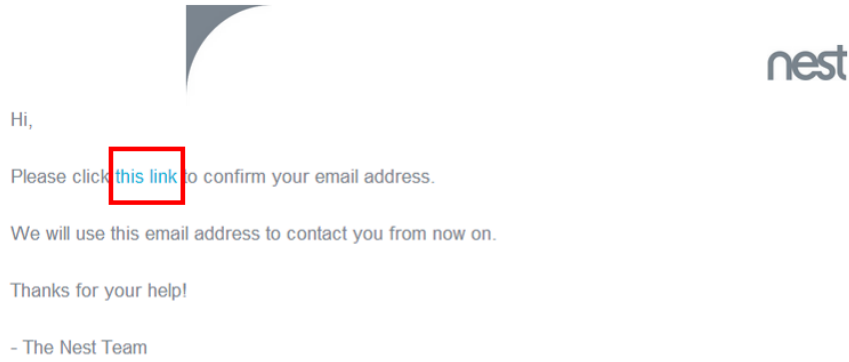 nest
Hi,
Please click this link to confirm your email address.
We will use this email address to contact you from now on.
Thanks for your help!
- The Nest Team